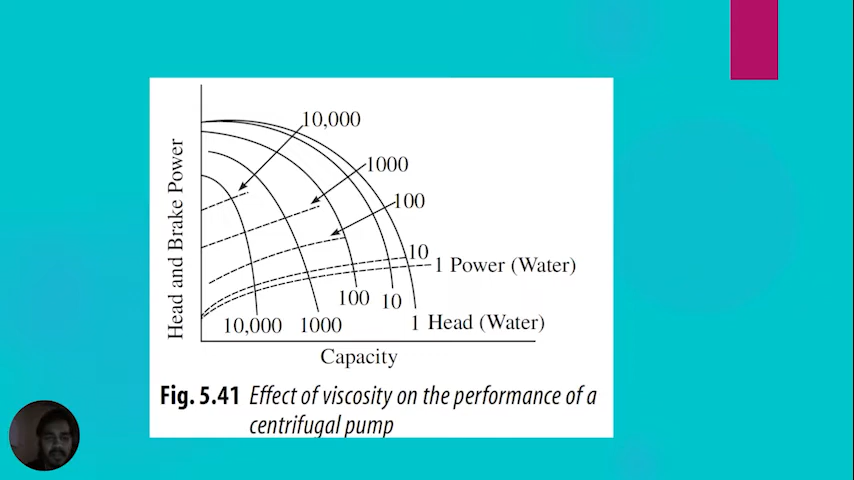 Head and Brake Power
10,000
1000
100
10
1 Power (Water)
100
10
10,000
1000
1 Head (Water)
Capacity
Fig. 5.41 Effect of viscosity on the performance of a
centrifugal pump